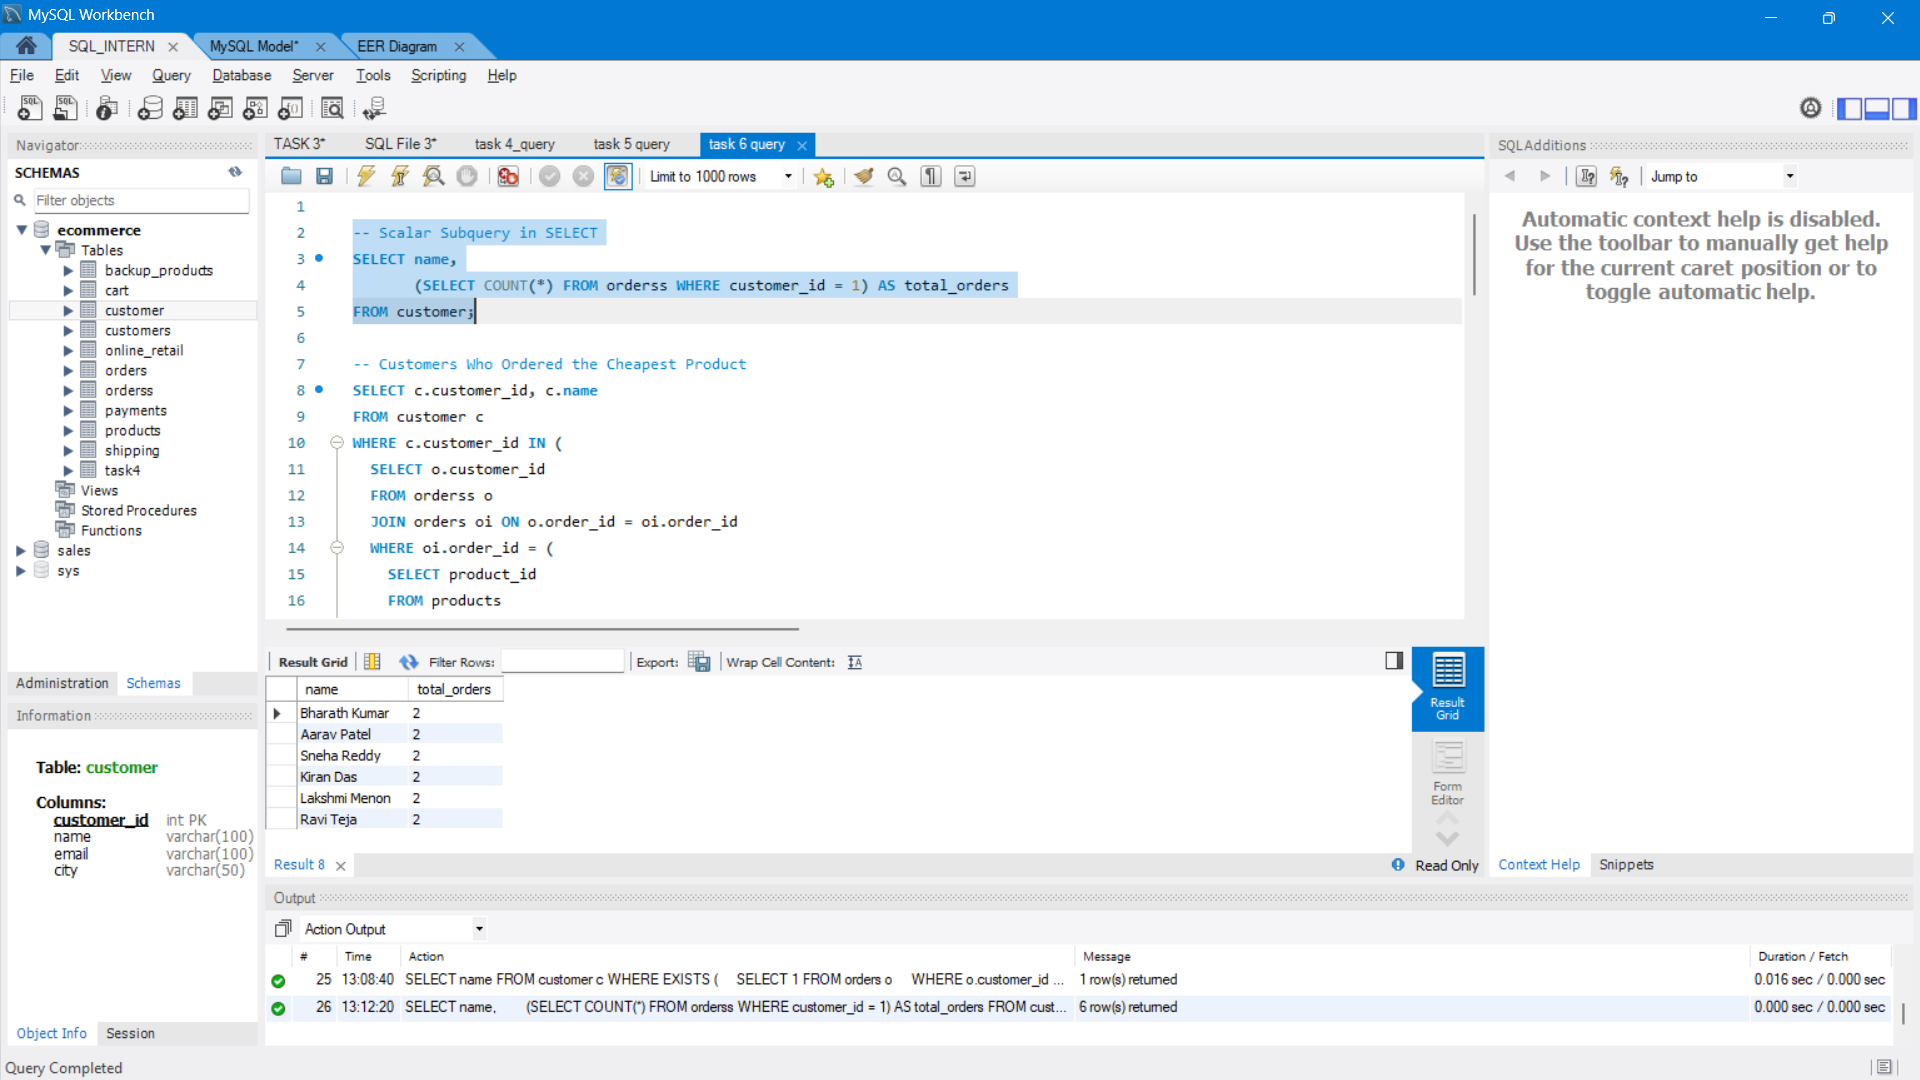 MySQL Workbench
SQL_INTERN
MySQL Model*
EER Diagram
File Edit View Query Database Server Tools Scripting Help
Navigator
SCHEMAS
Filter objects
ecommerce
Tables
backup_products
cart
customer
customers
online_retail
orders
orderss
payments
products
shipping
task4
Views
Stored Procedures
Functions
sales
sys
Administration Schemas
Information
Table: customer
Columns:
customer_id int PK
name varchar(100)
email varchar(100)
city varchar(50)
Object Info Session
TASK 3* SQL File 3* task 4_query task 5 query task 6 query
Limit to 1000 rows
1
2 -- Scalar Subquery in SELECT
3 SELECT name,
4 (SELECT COUNT(*) FROM orderss WHERE customer_id = 1) AS total_orders
5 FROM customer;
6
7 -- Customers Who Ordered the Cheapest Product
8 SELECT c.customer_id, c.name
9 FROM customer c
10 WHERE c.customer_id IN (
11 SELECT o.customer_id
12 FROM orderss o
13 JOIN orders oi ON o.order_id = oi.order_id
14 WHERE oi.order_id = (
15 SELECT product_id
16 FROM products
Result Grid Filter Rows: Export: Wrap Cell Content:
name total_orders
Bharath Kumar 2
Aarav Patel 2
Sneha Reddy 2
Kiran Das 2
Lakshmi Menon 2
Ravi Teja 2
Result
Grid
Form
Editor
Result 8
Read Only
SQLAdditions
Jump to
Automatic context help is disabled.
Use the toolbar to manually get help
for the current caret position or to
toggle automatic help.
Context Help Snippets
Output
Action Output
# Time Action Message Duration / Fetch
25 13:08:40 SELECT name FROM customer c WHERE EXISTS ( SELECT 1 FROM orders o WHERE o.customer_id ... 1 row(s) returned 0.016 sec / 0.000 sec
26 13:12:20 SELECT name, (SELECT COUNT(*) FROM orderss WHERE customer_id = 1) AS total_orders FROM cust... 6 row(s) returned 0.000 sec / 0.000 sec
Query Completed